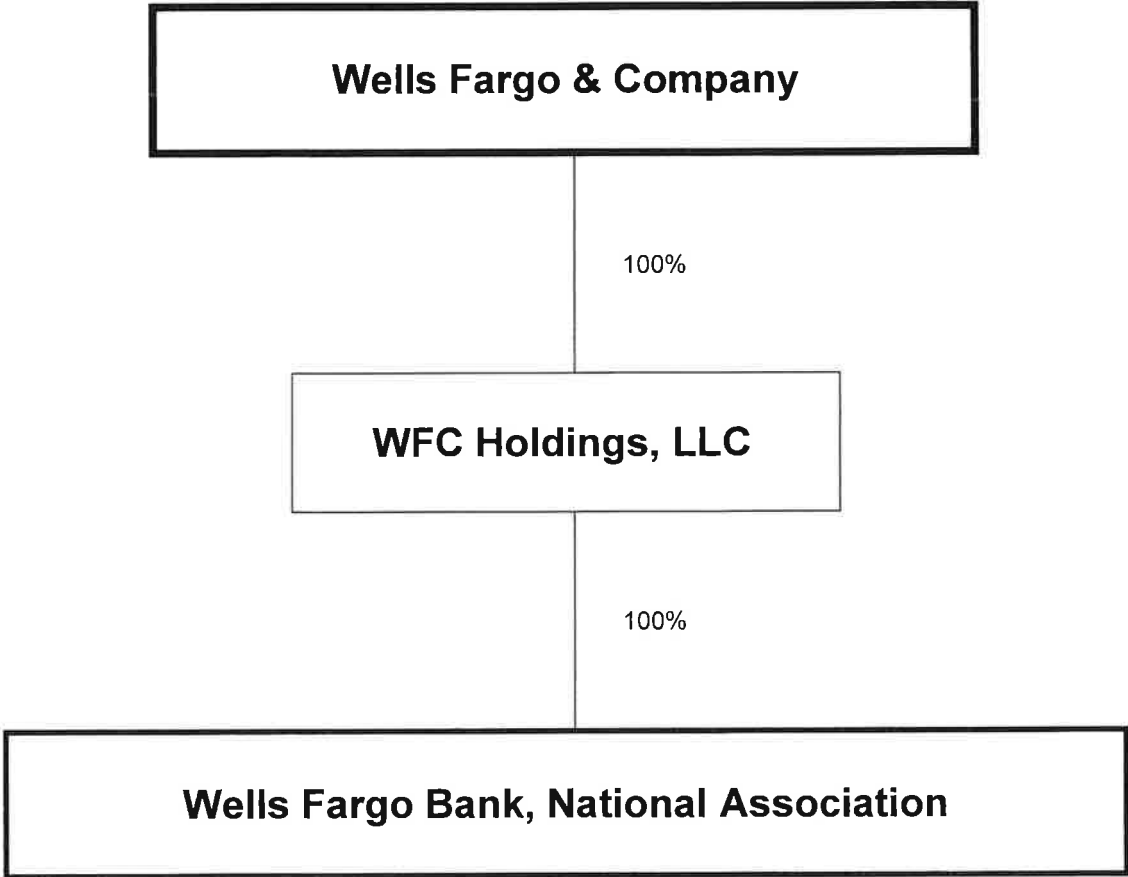 Wells Fargo & Company
100%
WFC Holdings, LLC
100%
Wells Fargo Bank, National Association